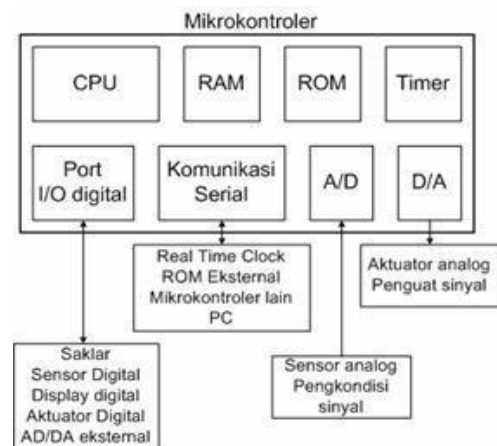 Mikrokontroler
CPU
RAM
ROM
Timer
Port
I/O digital
Komunikasi
Serial
A/D
D/A
Real Time Clock
ROM Eksternal
Mikrokontroler lain
PC
Aktuator analog
Penguat sinyal
Saklar
Sensor Digital
Display digital
Aktuator Digital
AD/DA eksternal
Sensor analog
Pengkondisi
sinyal